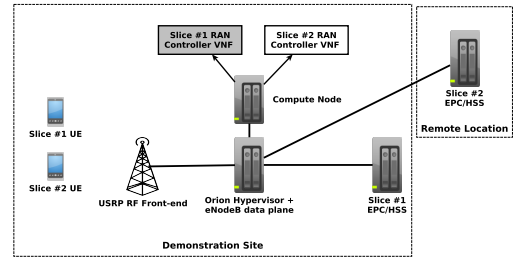 Slice #1 RAN
Controller VNF
Slice #2 RAN
Controller VNF
Compute Node
Slice #2
EPC/HSS
Remote Location
Slice #1 UE
Slice #2 UE
USRP RF Front-end
Orion Hypervisor +
eNodeB data plane
Slice #1
EPC/HSS
Demonstration Site